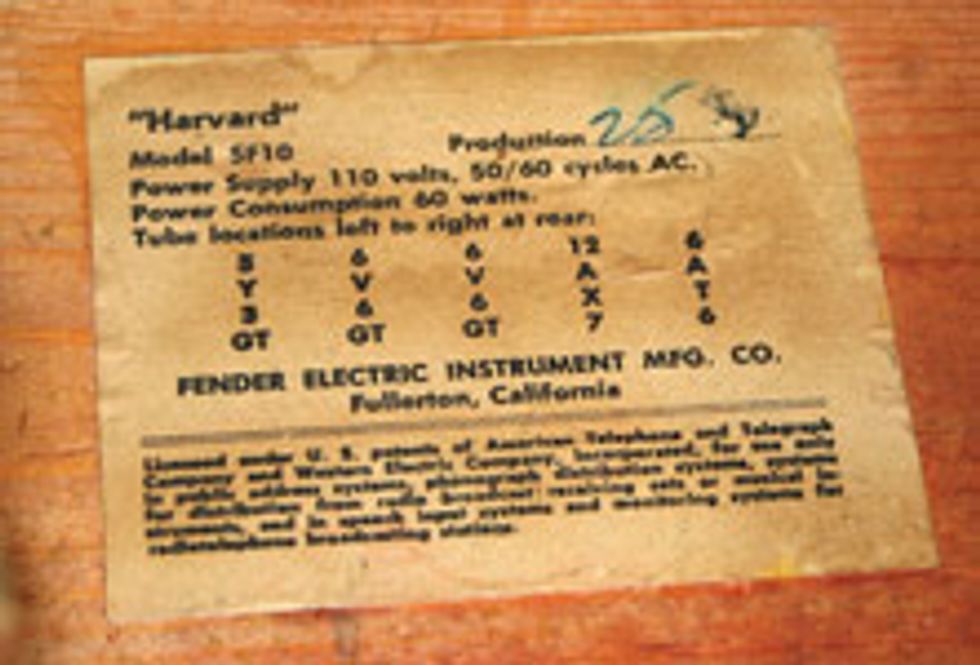 "Harvard"
Model 5F10 Production 25
Power Supply 110 volts, 50/60 cycles AC.
Power Consumption 60 watts.
Tube locations left to right at rear:
5 6 6 12 6
Y V V A A
3 6 6 X T
GT GT GT 7 6
FENDER ELECTRIC INSTRUMENT MFG. CO.
Fullerton, California
Licensed under U. S. patents of American Telephone and Telegraph
Company and Western Electric Company, Incorporated, for use only
in public address systems, phonograph distribution systems, systems
for distribution from radio broadcast receiving sets or musical in-
struments, and in speech input systems and monitoring systems for
radiotelephone broadcasting stations.